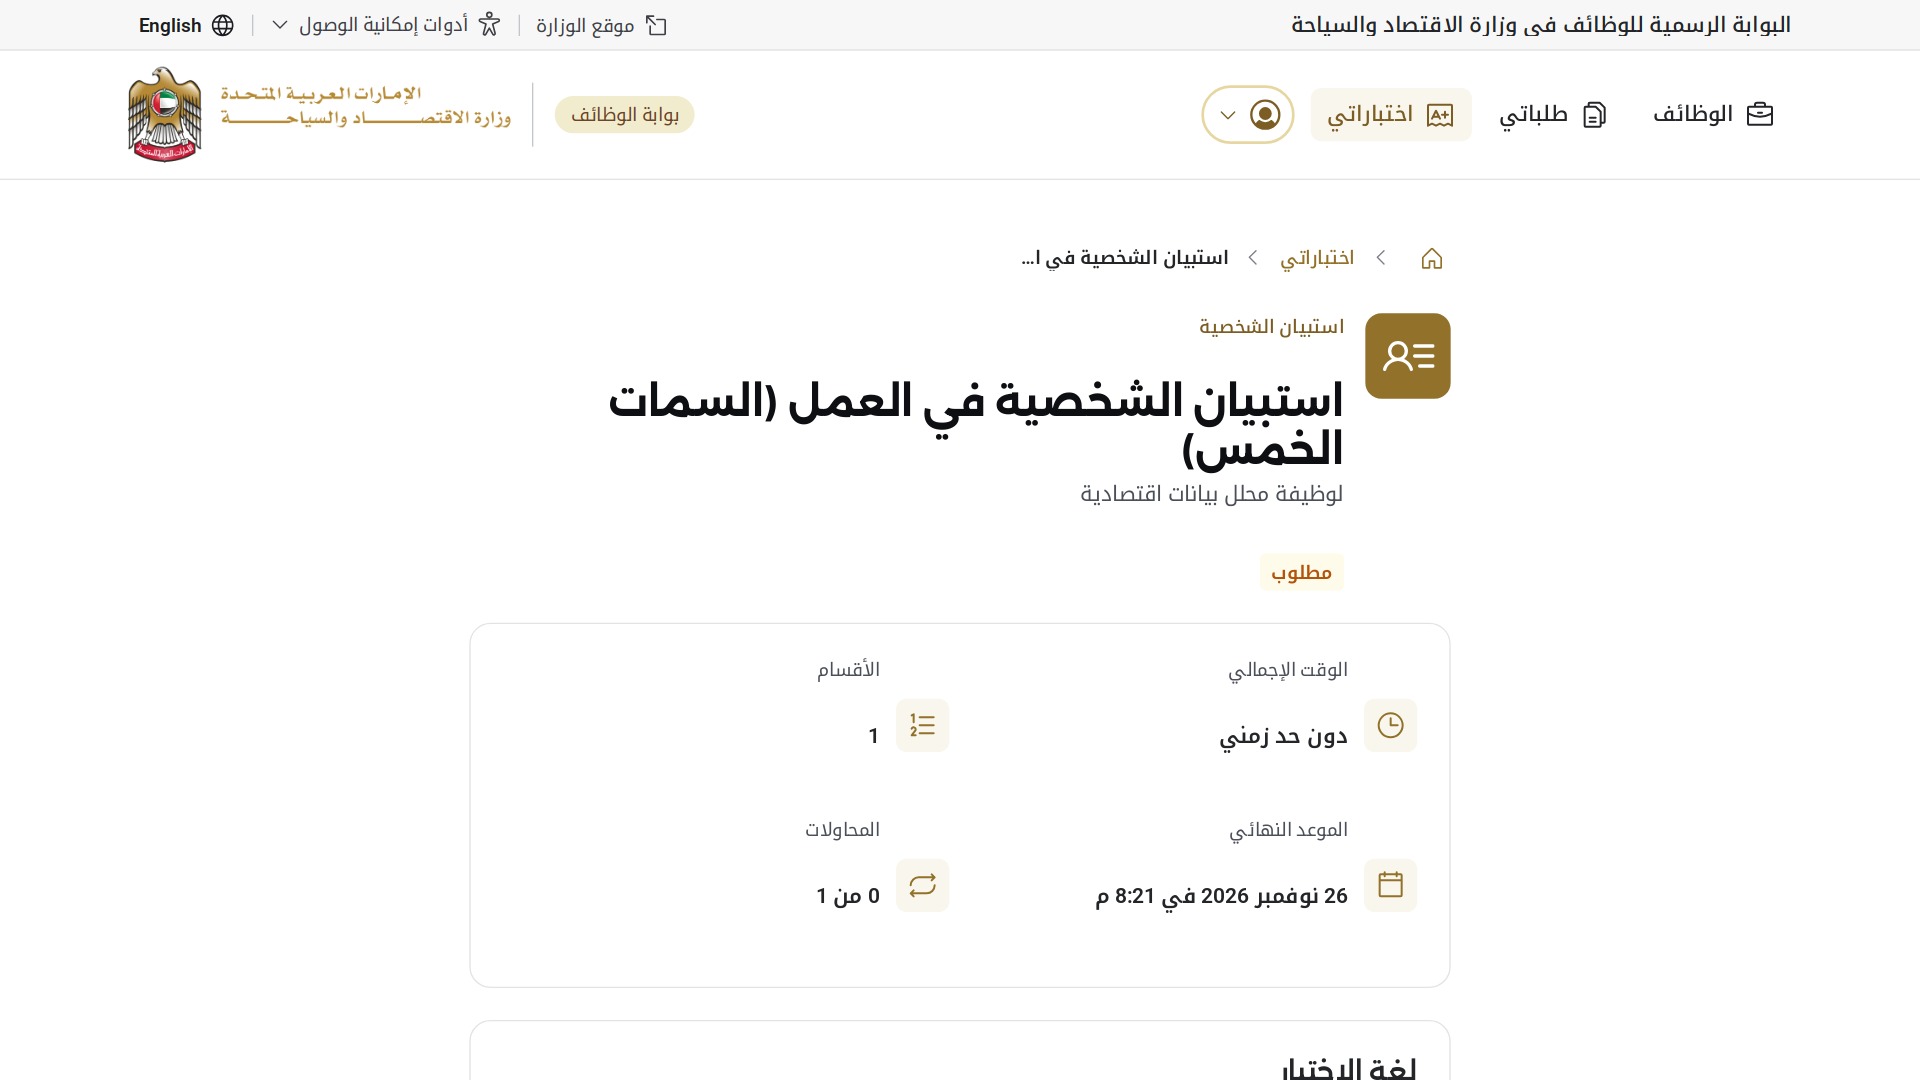 البوابة الرسمية للوظائف في وزارة الاقتصاد والسياحة
موقع الوزارة
أدوات إمكانية الوصول
English
الوظائف
طلباتي
اختباراتي
بوابة الوظائف
الإمارات العربية المتحدة
وزارة الاقتصاد والسياحة
اختباراتي
استبيان الشخصية في ا...
استبيان الشخصية
استبيان الشخصية في العمل (السمات
الخمس)
لوظيفة محلل بيانات اقتصادية
مطلوب
الوقت الإجمالي
دون حد زمني
الأقسام
1
الموعد النهائي
26 نوفمبر 2026 في 8:21 م
المحاولات
0 من 1
لغة الاختبار